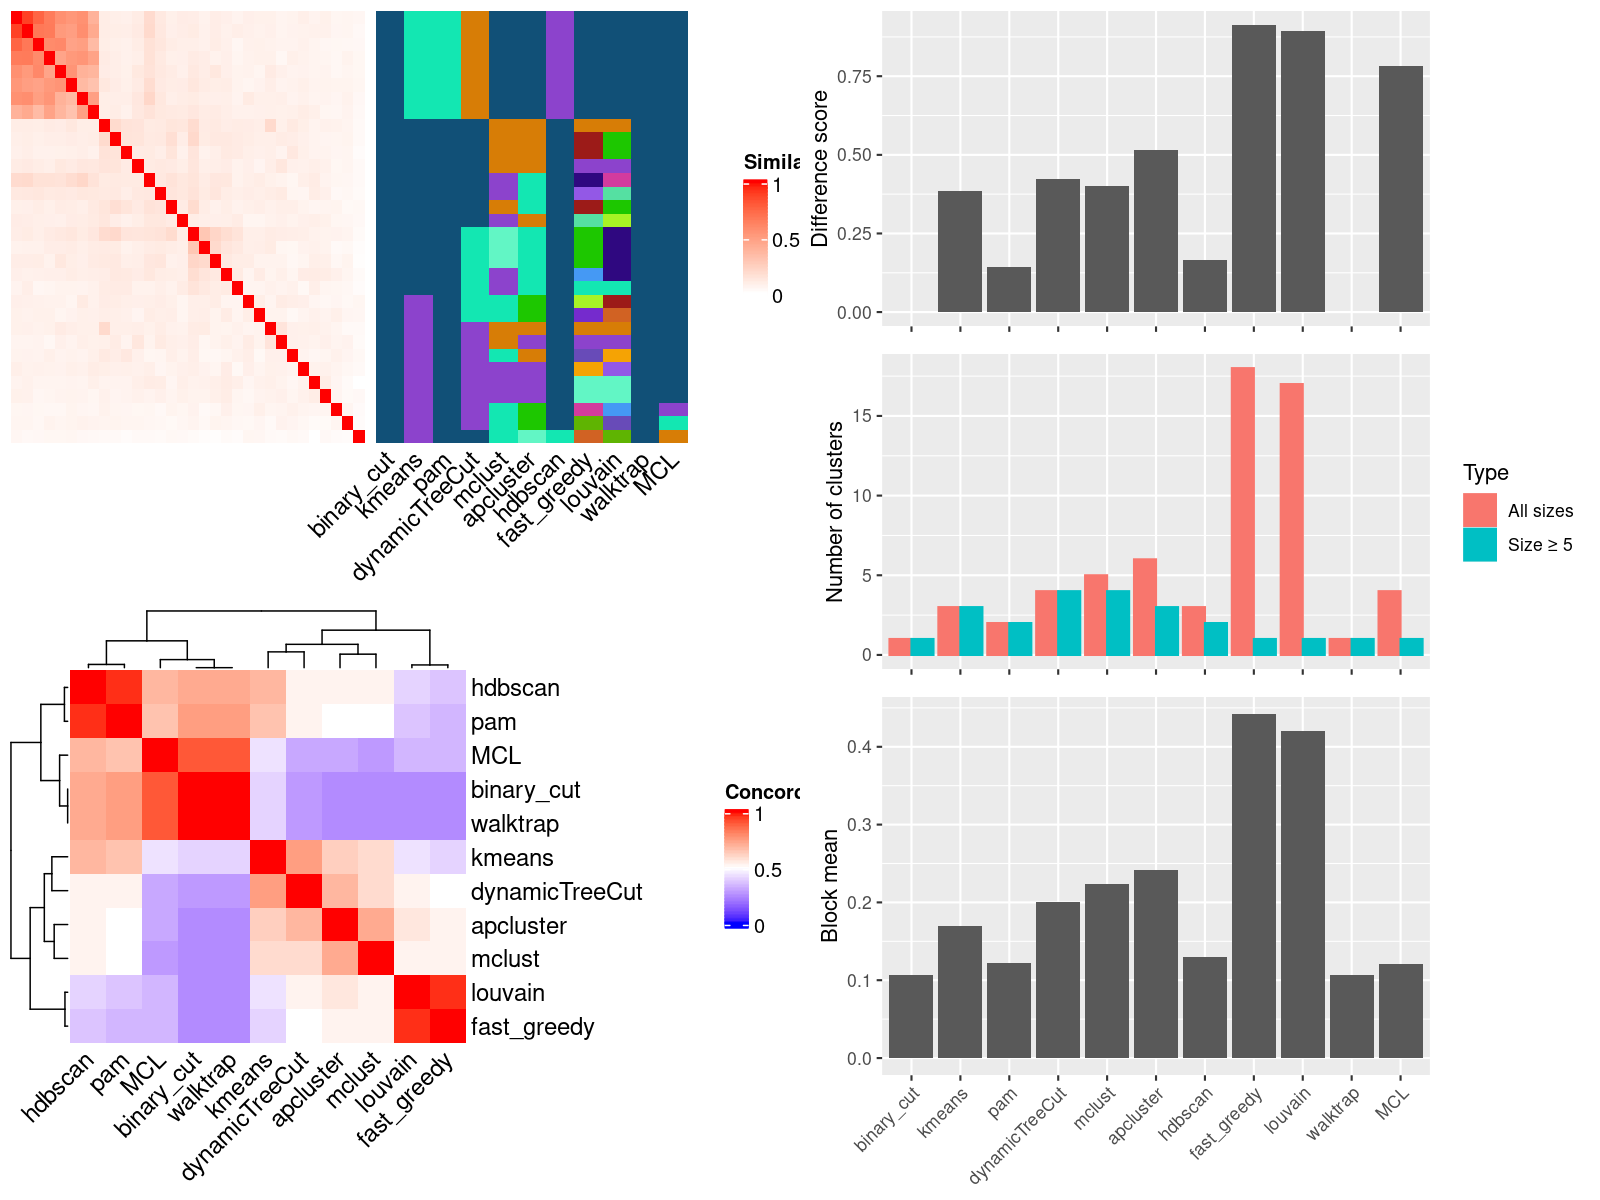 Simila
1
0.5
0
binary_cut
kmeans
pam
dynamicTreeCut
mclust
apcluster
hdbscan
fast_greedy
louvain
walktrap
MCL
Difference score
0.75
0.50
0.25
0.00
Number of clusters
15
10
5
0
Type
All sizes
Size ≥ 5
hdbscan
pam
MCL
binary_cut
walktrap
kmeans
dynamicTreeCut
apcluster
mclust
louvain
fast_greedy
Concord
1
0.5
0
hdbscan
pam
MCL
binary_cut
walktrap
kmeans
dynamicTreeCut
apcluster
mclust
louvain
fast_greedy
Block mean
0.4
0.3
0.2
0.1
0.0
binary_cut
kmeans
pam
dynamicTreeCut
mclust
apcluster
hdbscan
fast_greedy
louvain
walktrap
MCL